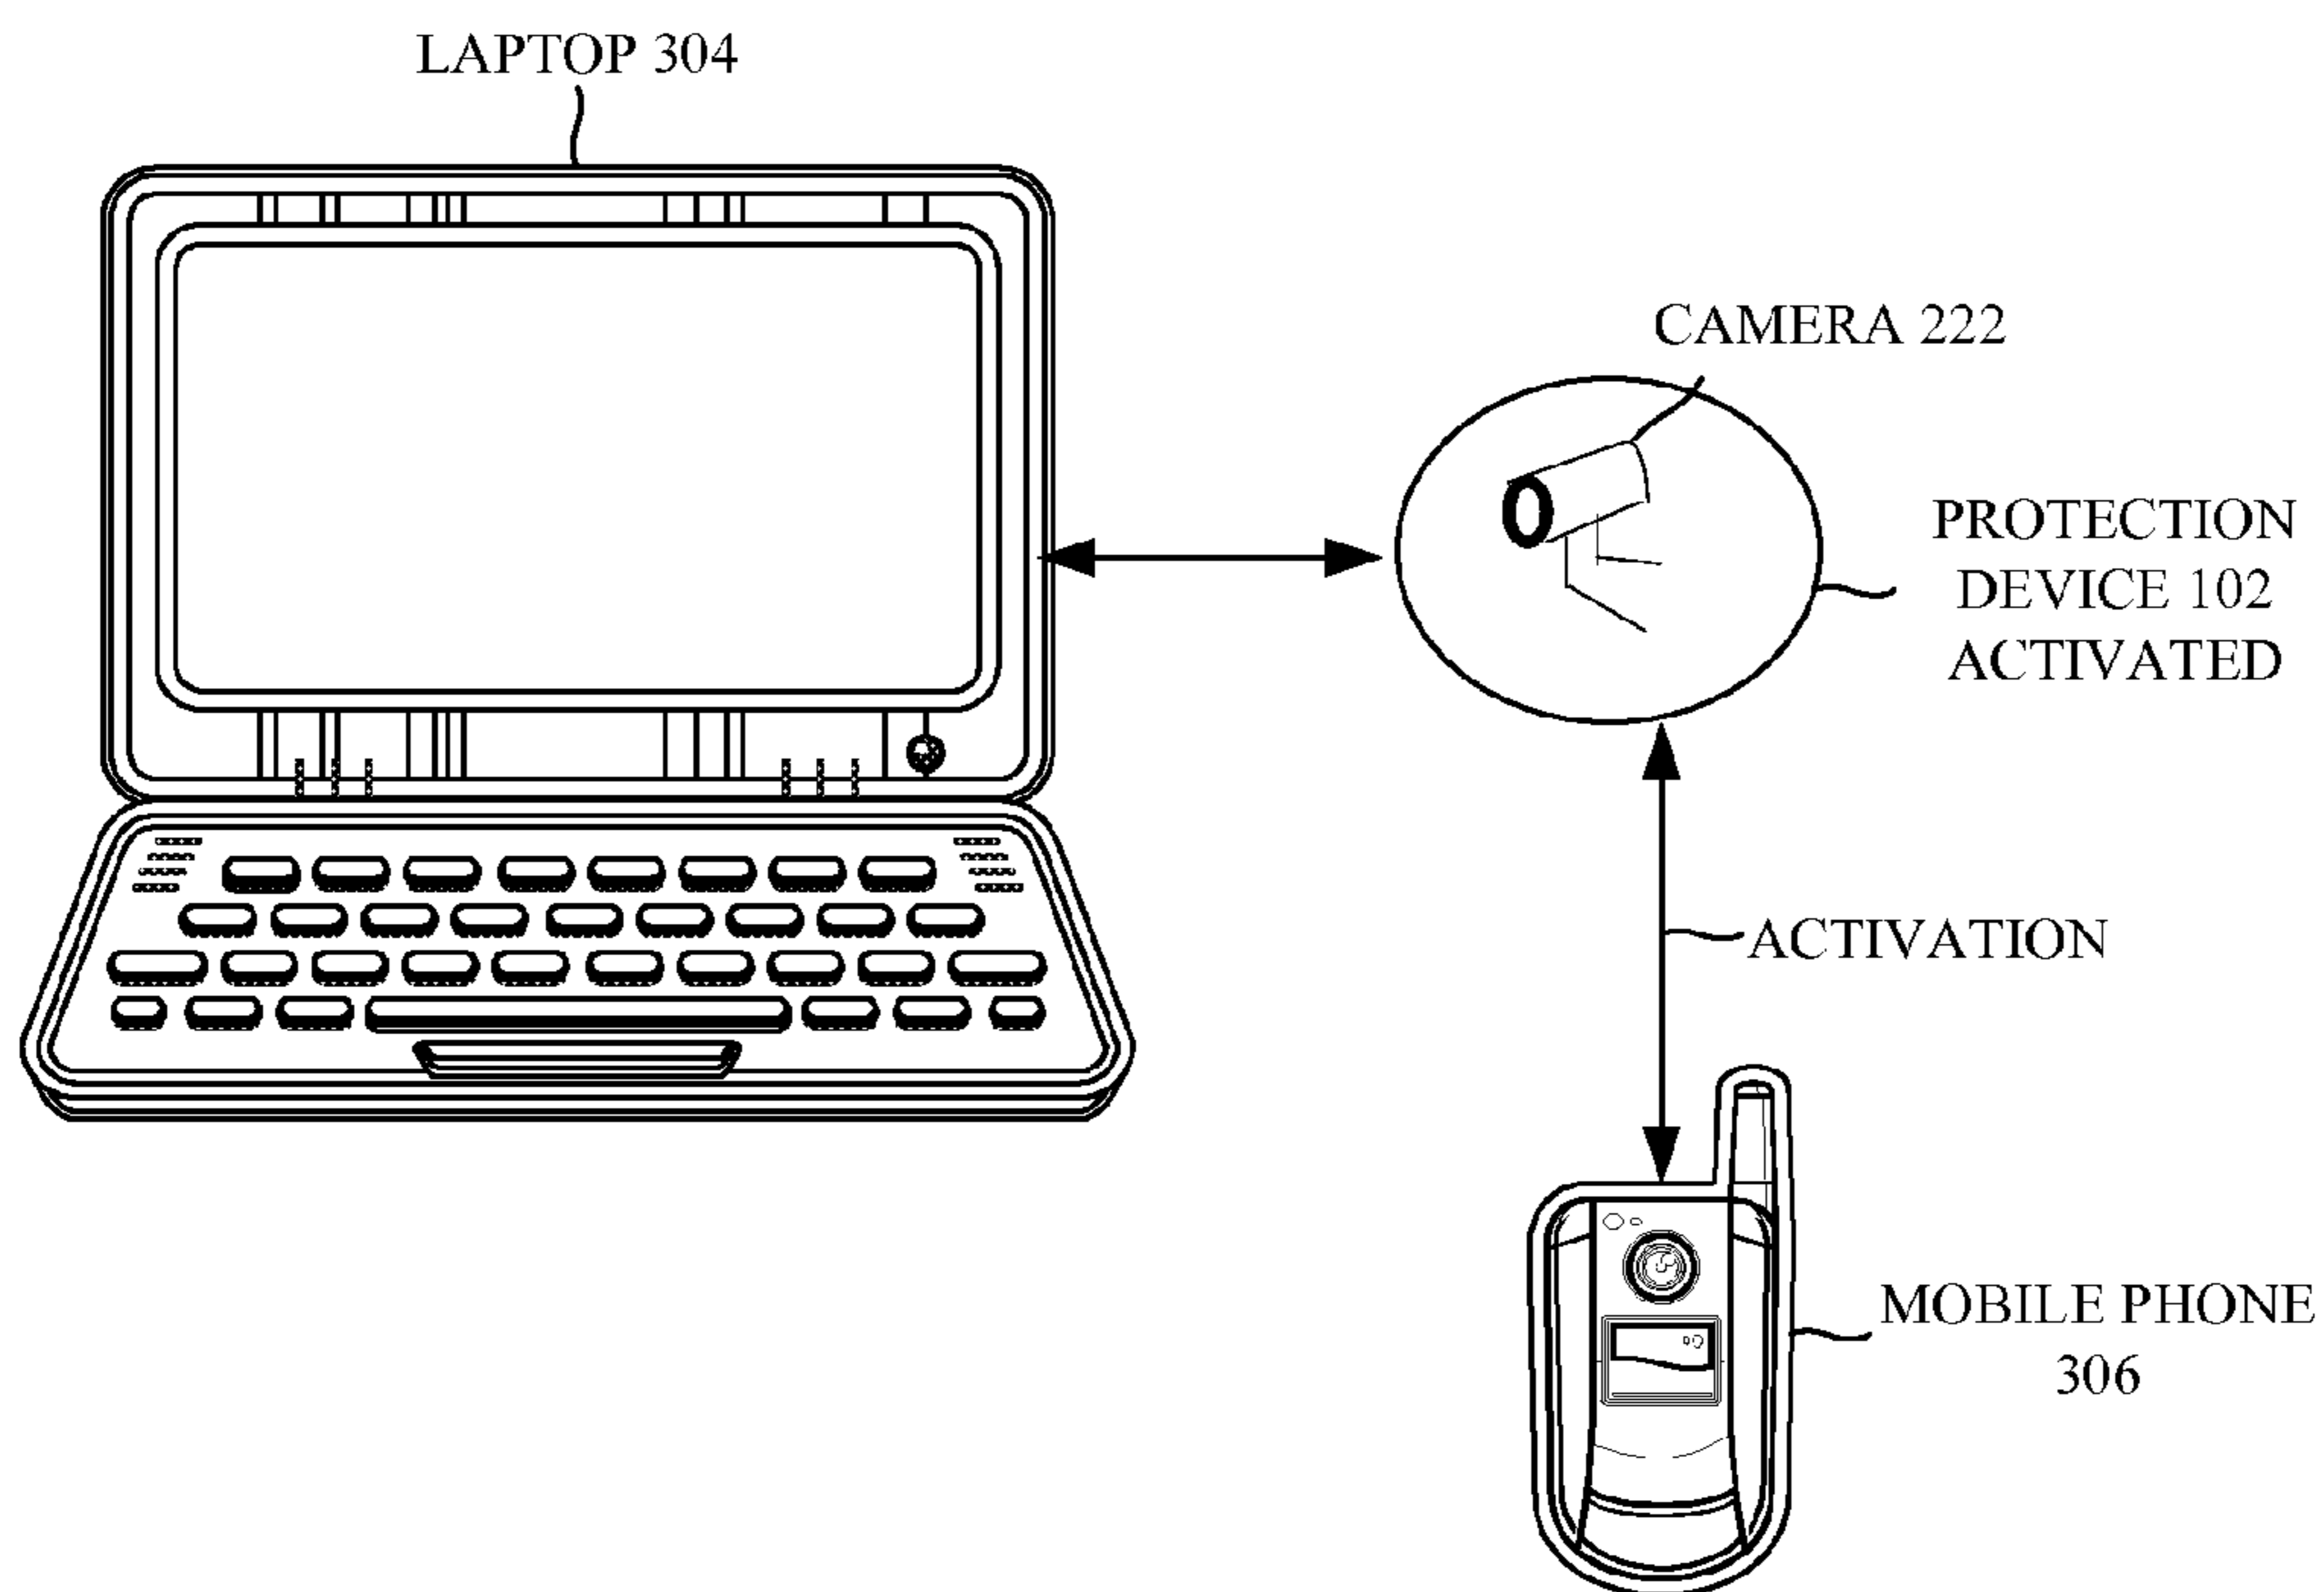 LAPTOP 304
CAMERA 222
PROTECTION
DEVICE 102
ACTIVATED
ACTIVATION
MOBILE PHONE
306